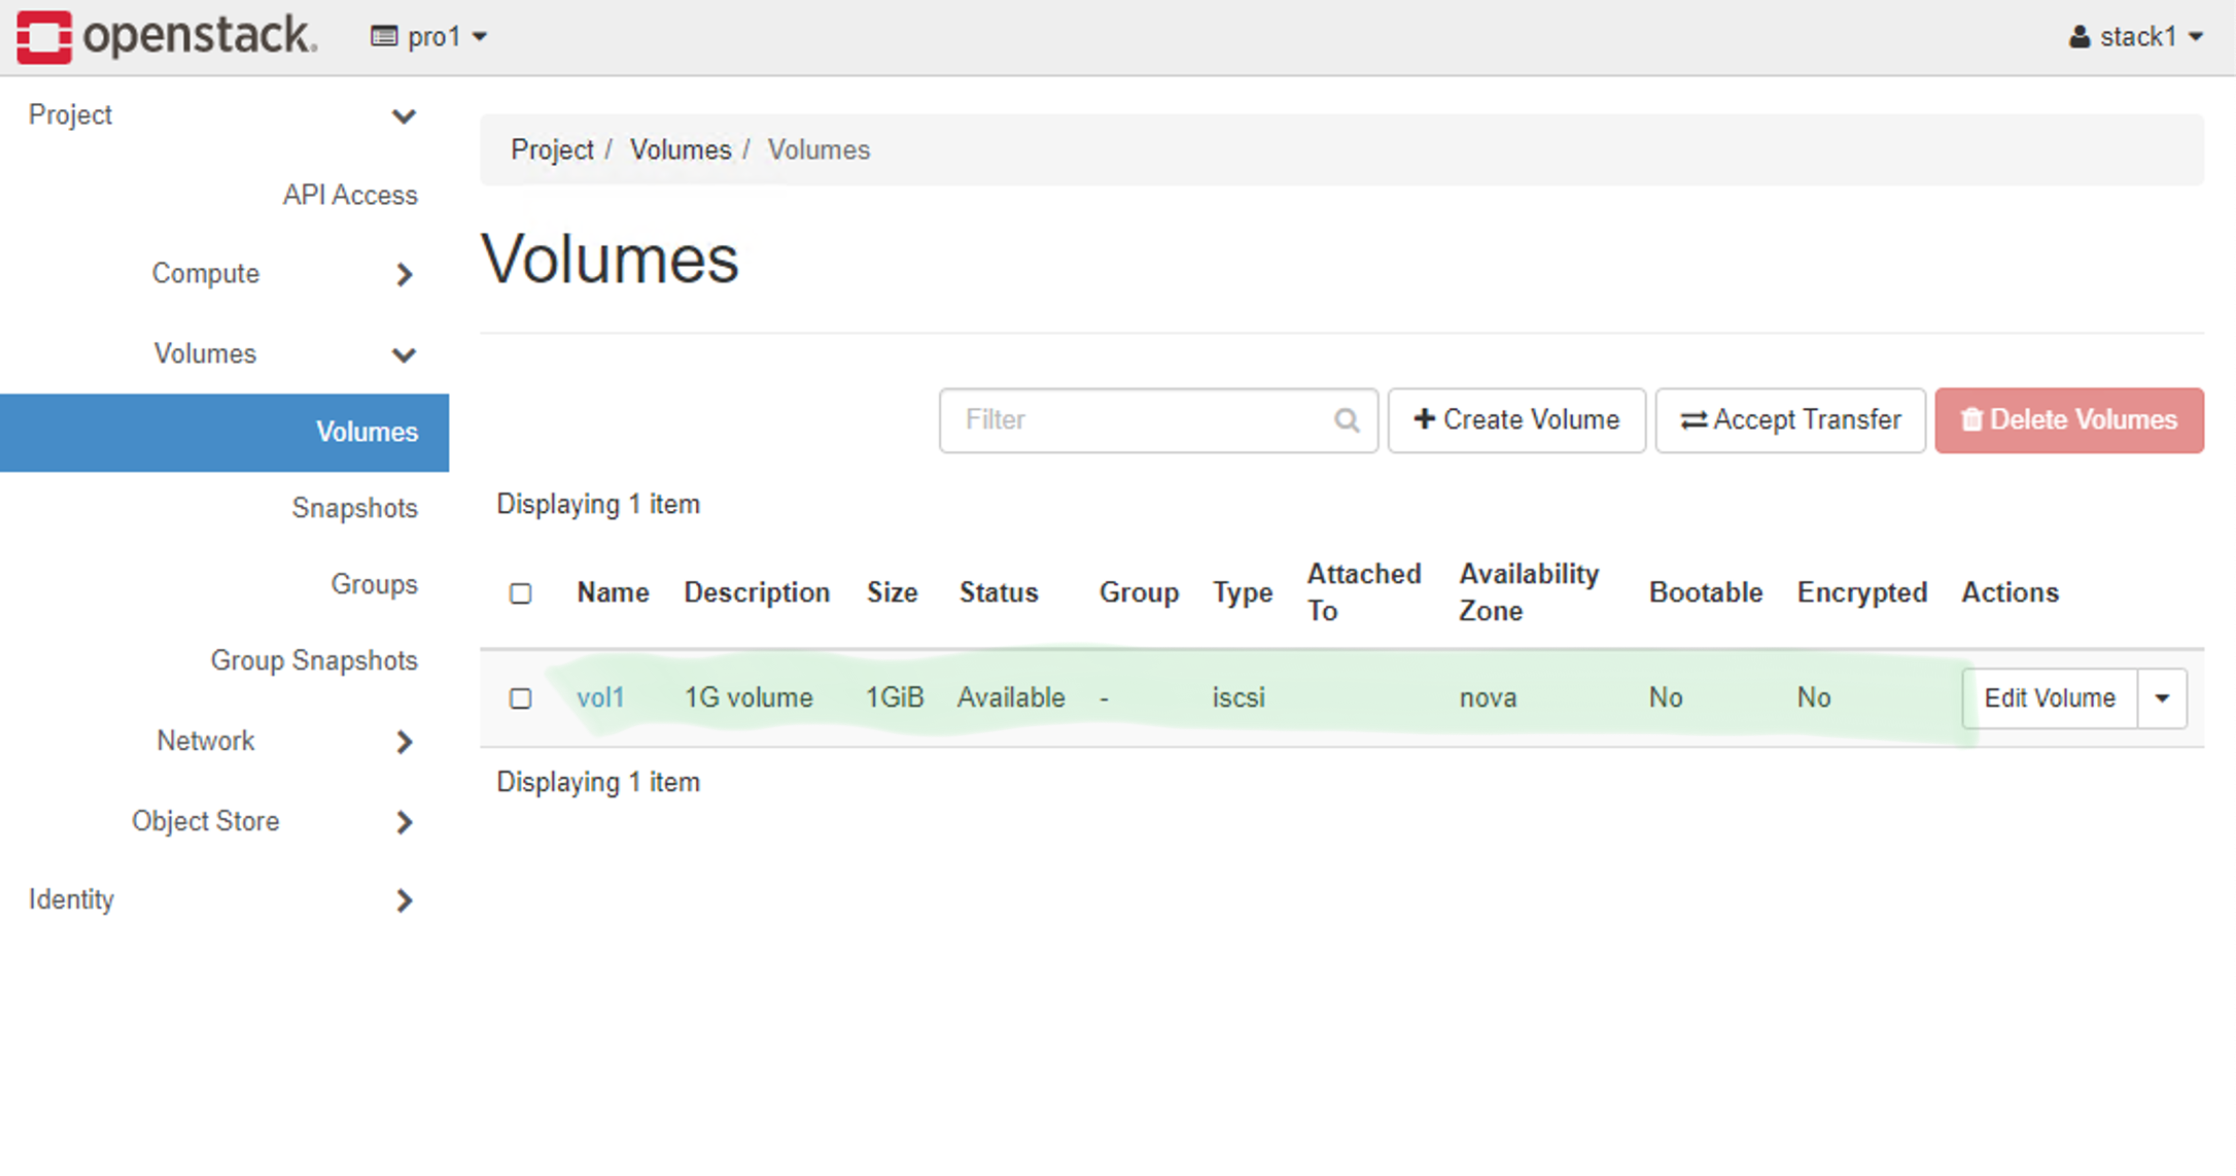 openstack. pro1 stack1
Project
API Access
Compute
Volumes
Volumes
Snapshots
Groups
Group Snapshots
Network
Object Store
Identity
Project / Volumes / Volumes
Volumes
Filter Create Volume Accept Transfer Delete Volumes
Displaying 1 item
Name Description Size Status Group Type Attached To Availability Zone Bootable Encrypted Actions
vol1 1G volume 1GiB Available - iscsi nova No No Edit Volume
Displaying 1 item